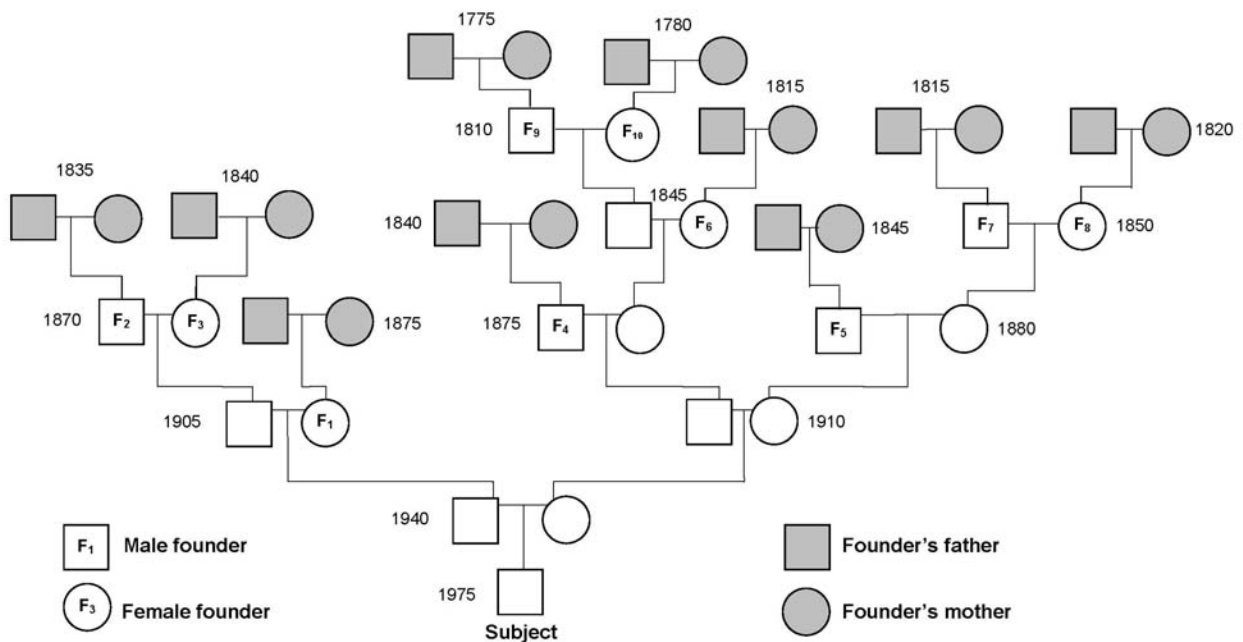 1775
1780
1815
1815
F9
F10
1810
1820
1835
1840
1845
1840
F6
1845
F7
F8
1850
1870
F2
F3
1875
1875
F4
F5
1880
1905
F1
1910
1940
F1
Male founder
Founder's father
1975
F3
Female founder
Founder's mother
Subject